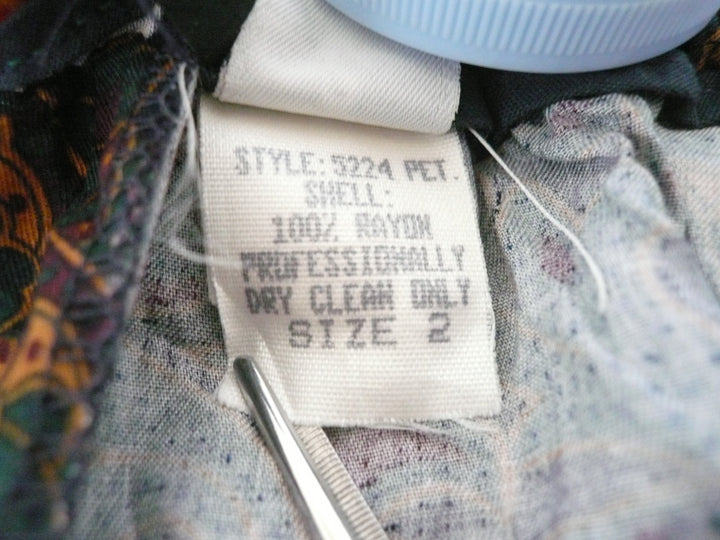 STYLE: 5224 PET.
SHELL:
100% RAYON
PROFESSIONALLY
DRY CLEAN ONLY
SIZE 2